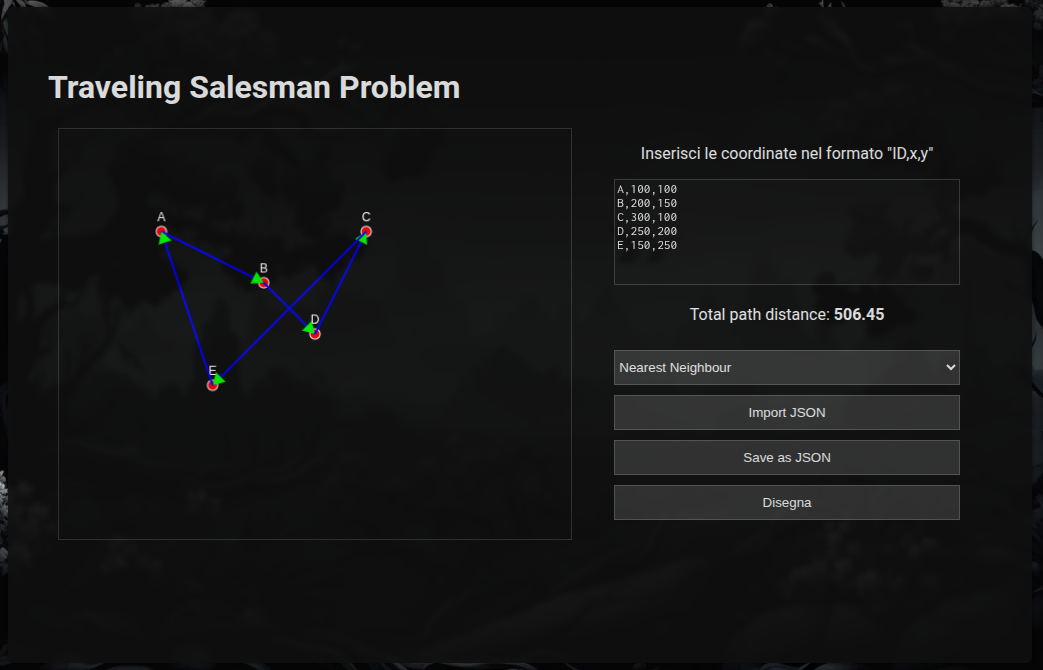 Traveling Salesman Problem
A
C
B
D
E
Inserisci le coordinate nel formato "ID,x,y"
A,100,100
B,200,150
C,300,100
D,250,200
E,150,250
Total path distance: 506.45
Nearest Neighbour
Import JSON
Save as JSON
Disegna